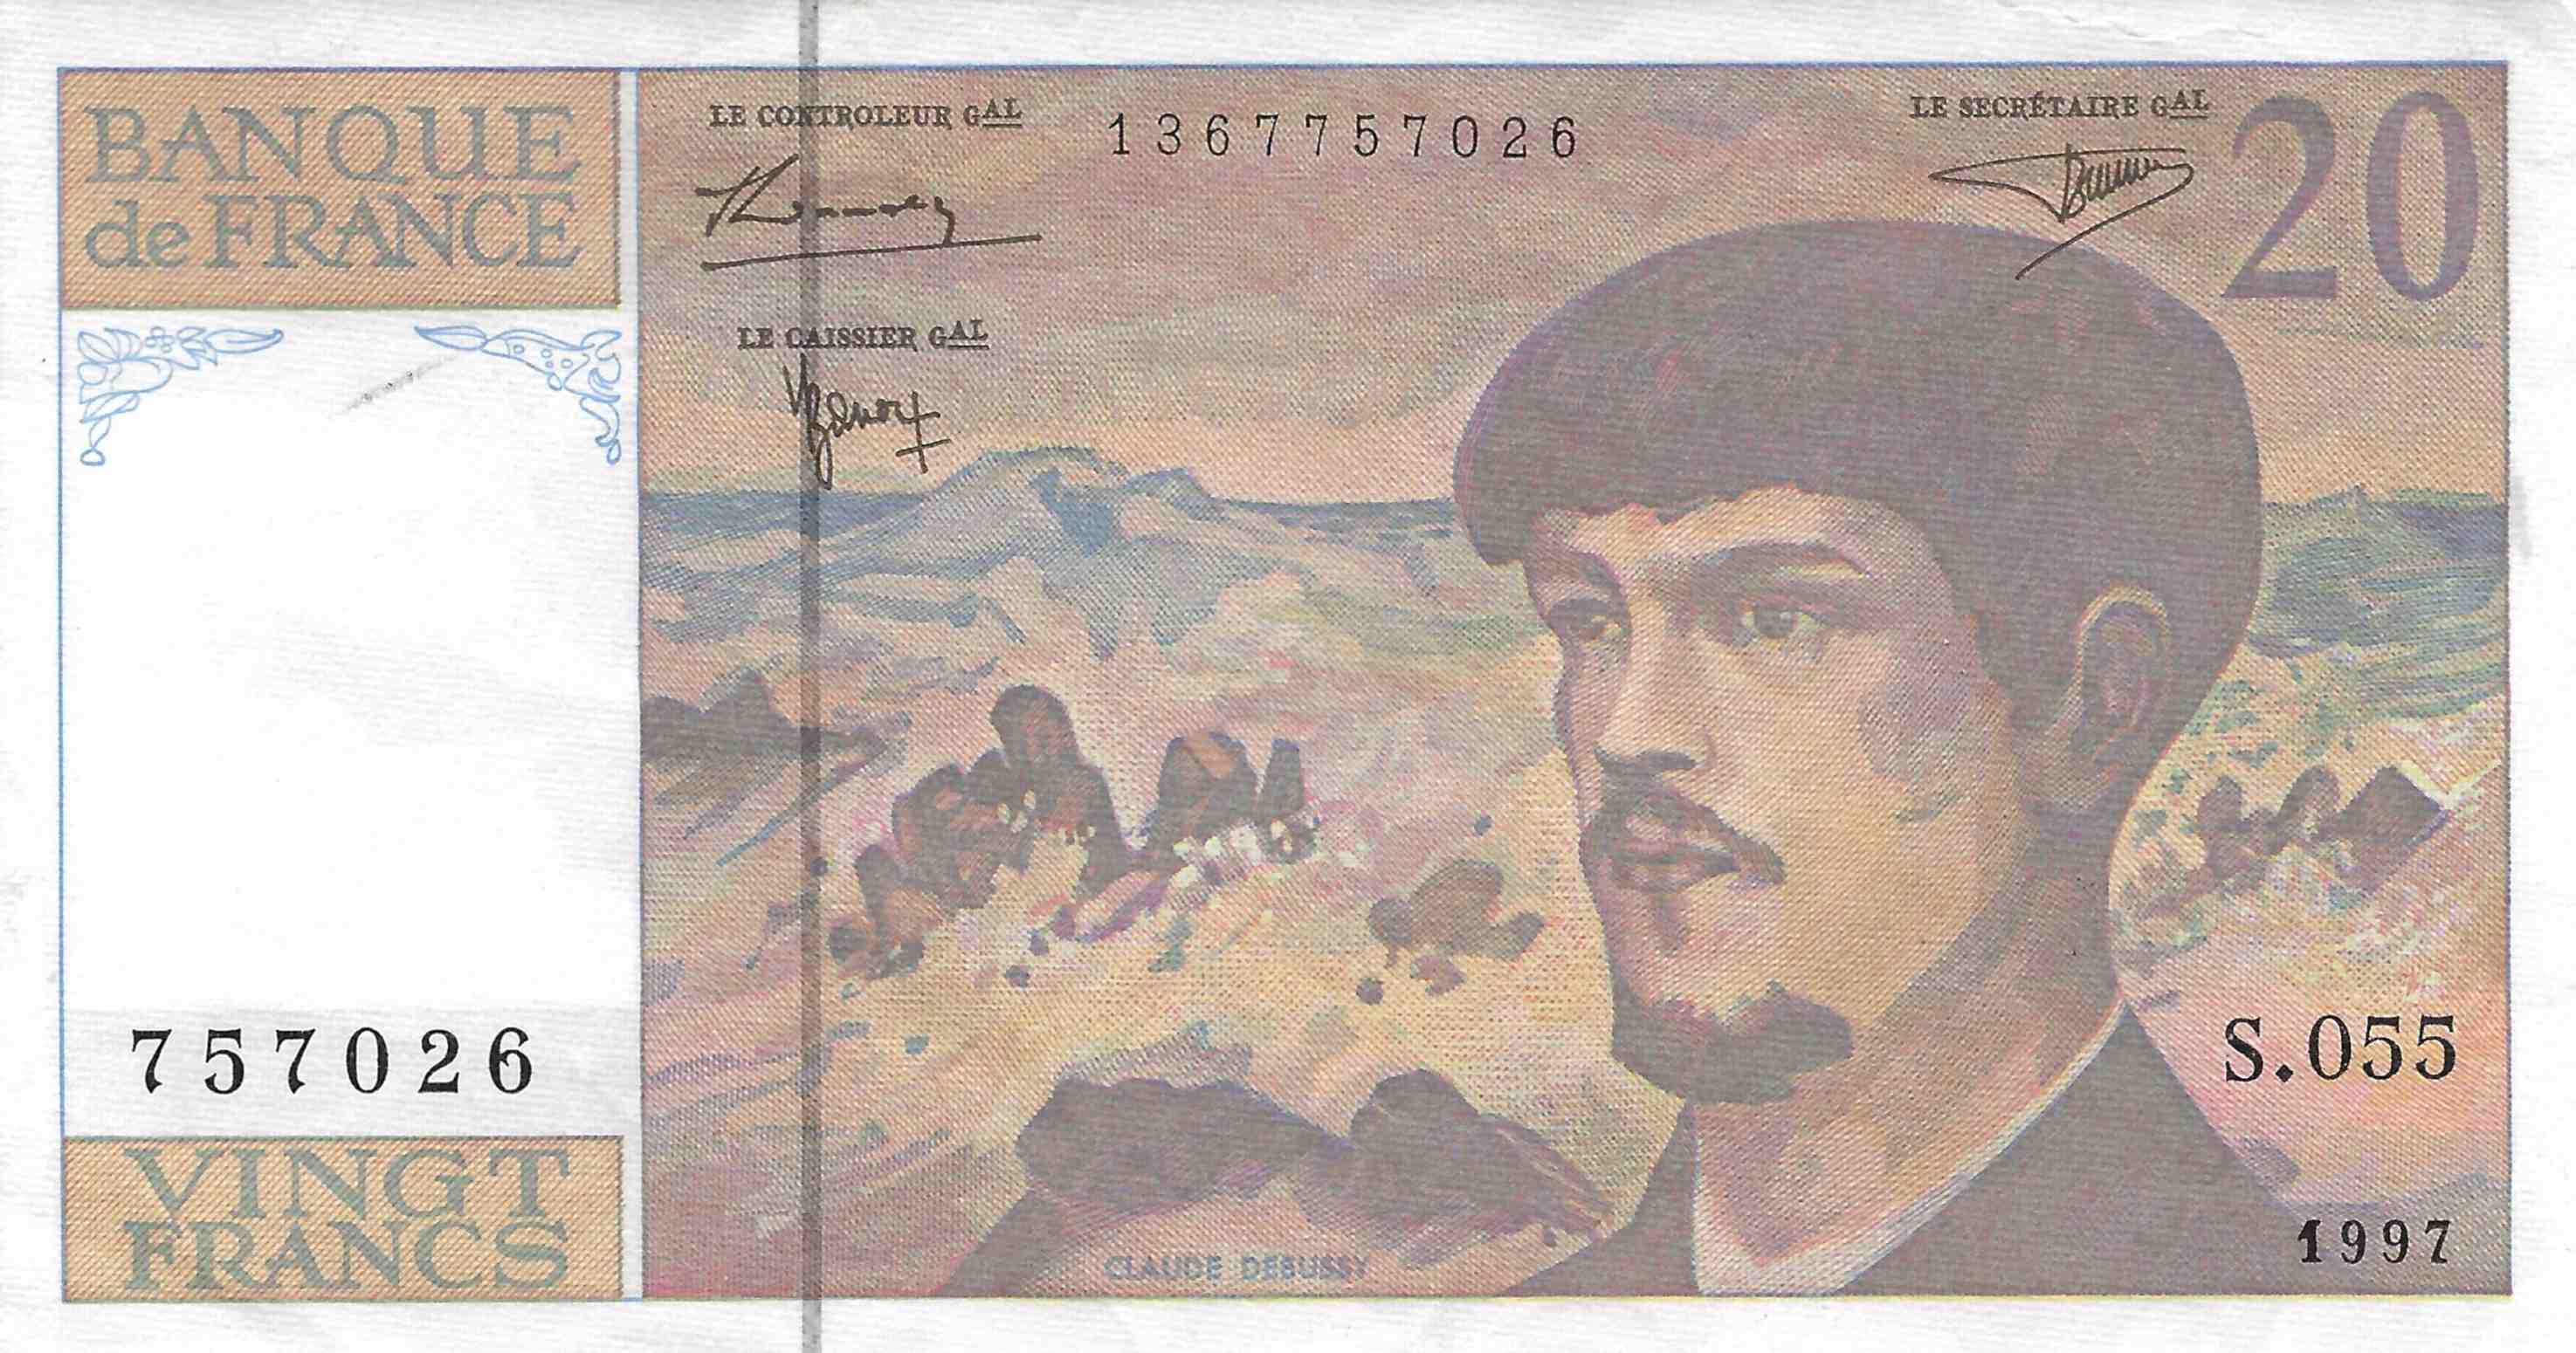 BANQUE
de FRANCE
LE CONTROLEUR GAL
1367757026
LE SECRÉTAIRE GAL
20
LE CAISSIER GAL
757026
S.055
VINGT
FRANCS
CLAUDE DEBUSSY
1997